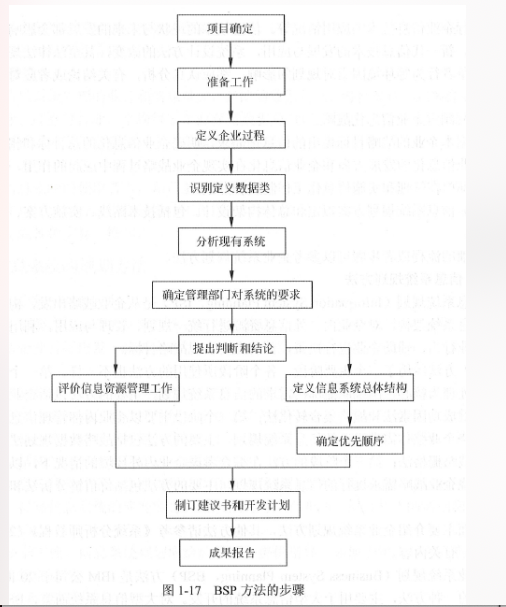 项目确定
准备工作
定义企业过程
识别定义数据类
分析现有系统
确定管理部门对系统的要求
提出判断和结论
评价信息资源管理工作
定义信息系统总体结构
确定优先顺序
制订建议书和开发计划
成果报告
图 1-17 BSP 方法的步骤